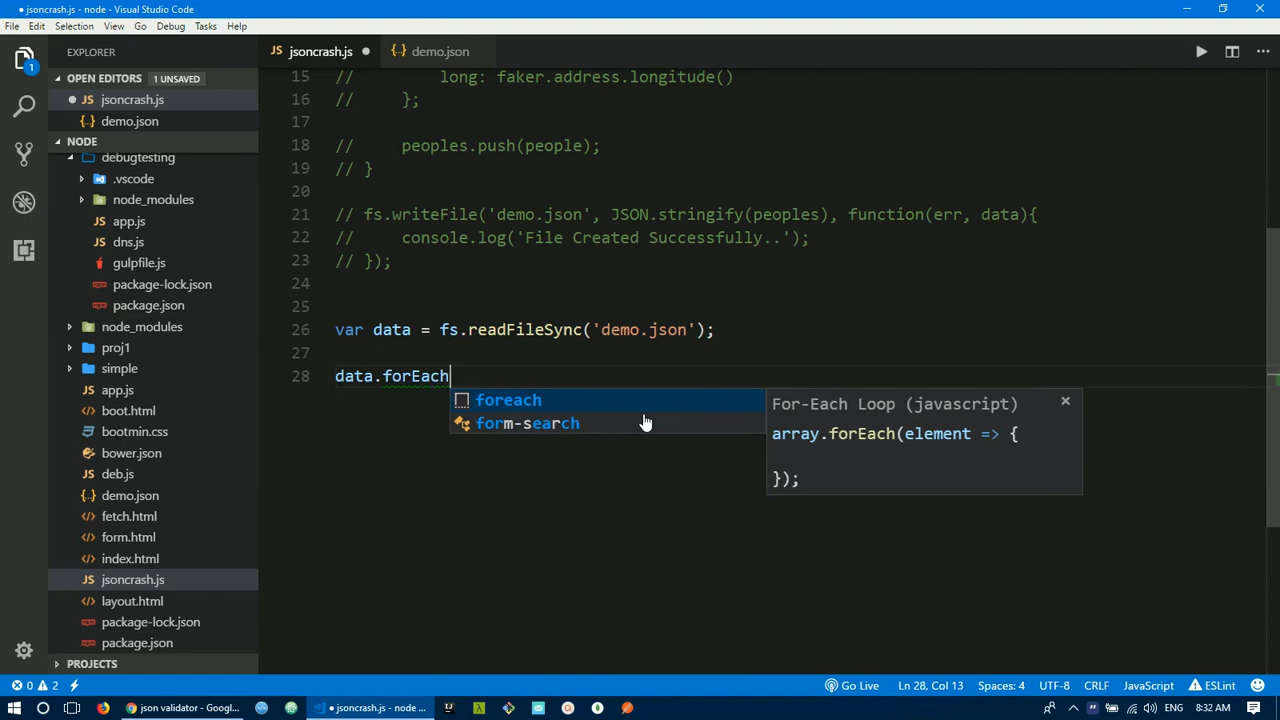 jsoncrash.js - node - Visual Studio Code
File Edit Selection View Go Debug Tasks Help
EXPLORER
OPEN EDITORS 1 UNSAVED
jsoncrash.js
demo.json
NODE
debugtesting
.vscode
node_modules
app.js
dns.js
gulpfile.js
package-lock.json
package.json
node_modules
proj1
simple
app.js
boot.html
bootmin.css
bower.json
deb.js
demo.json
fetch.html
form.html
index.html
jsoncrash.js
layout.html
package-lock.json
package.json
PROJECTS
1
JS jsoncrash.js
{..} demo.json
15 // long: faker.address.longitude()
16 // };
17
18 // peoples.push(people);
19 // }
20
21 // fs.writeFile('demo.json', JSON.stringify(peoples), function(err, data){
22 // console.log('File Created Successfully..');
23 // });
24
25
26 var data = fs.readFileSync('demo.json');
27
28 data.forEach
foreach
form-search
For-Each Loop (javascript)
array.forEach(element => {
});
0 2 Go Live Ln 28, Col 13 Spaces: 4 UTF-8 CRLF JavaScript ESLint
json validator - Googl... jsoncrash.js - node ... ENG 8:32 AM